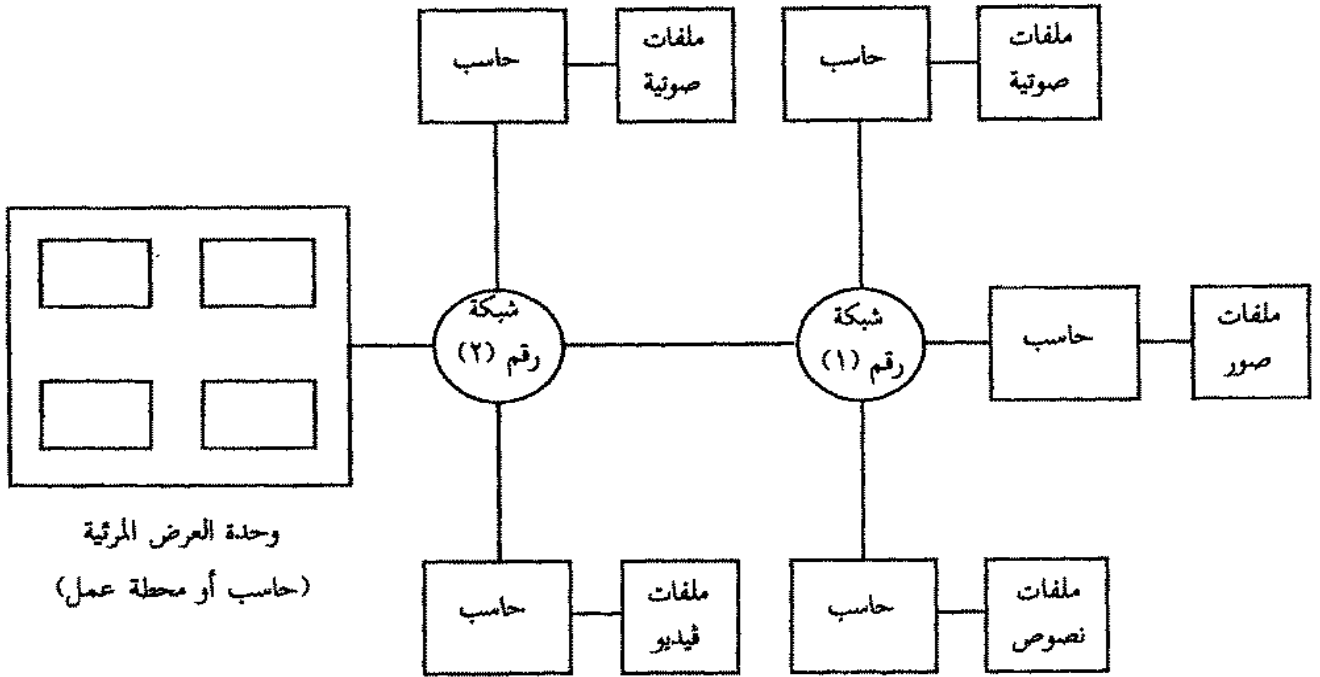 ملفات
صوتية
حاسب
ملفات
صوتية
حاسب
شبكة
رقم (١)
شبكة
رقم (٢)
ملفات
صور
حاسب
وحدة العرض المرئية
(حاسب أو محطة عمل)
ملفات
نصوص
حاسب
ملفات
ڤيديو
حاسب